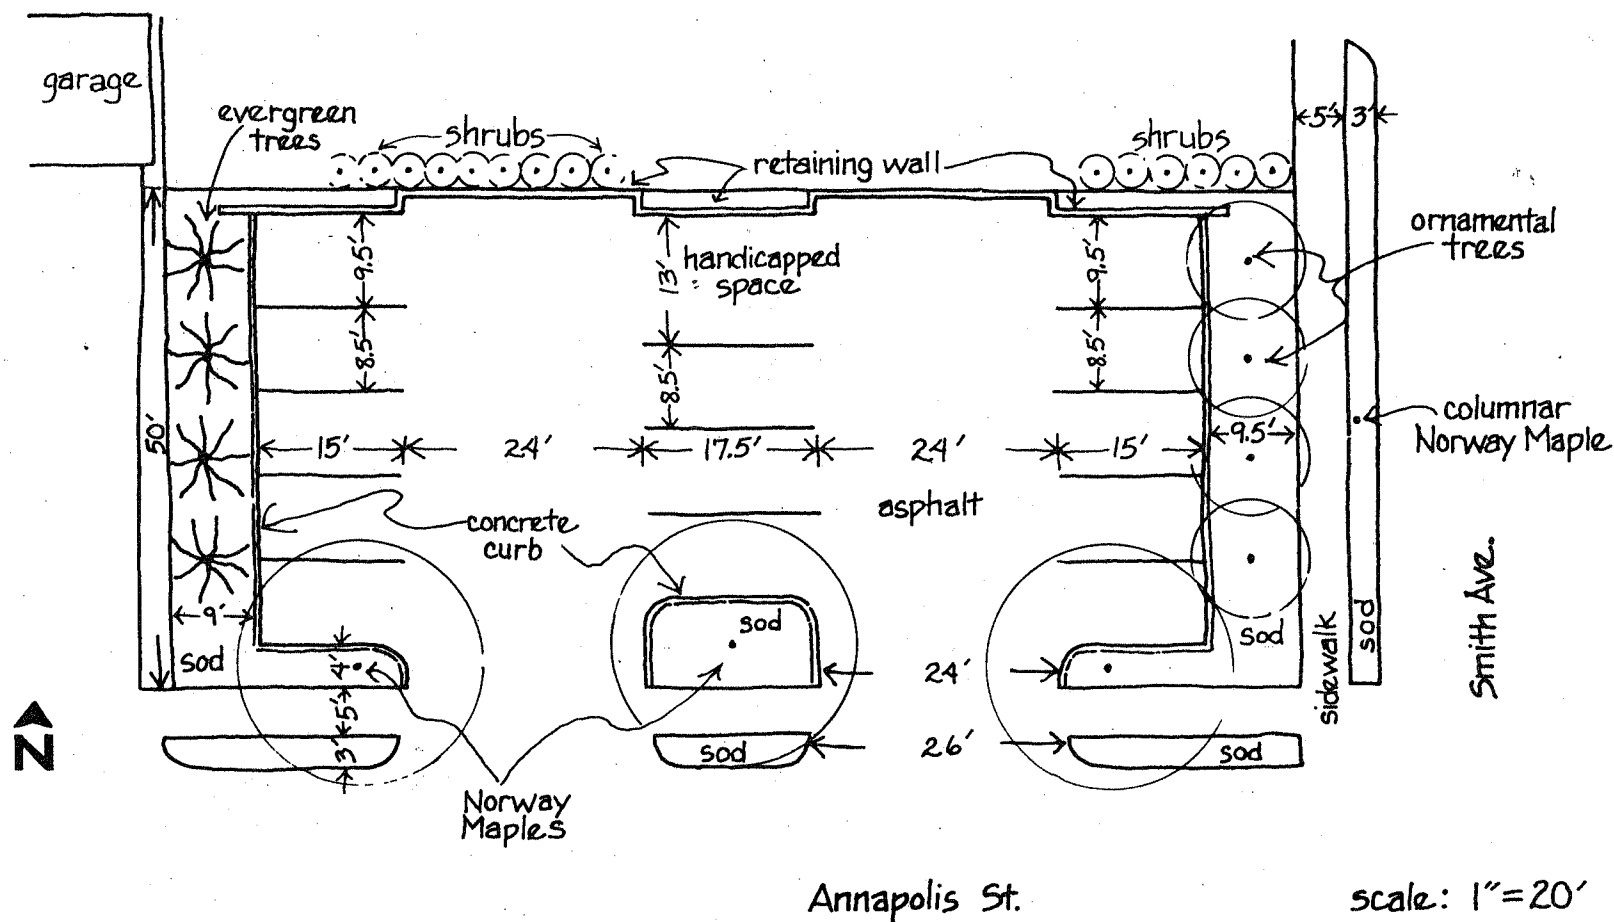 garage
evergreen
trees
shrubs
retaining wall
shrubs
5'
3'
ornamental
trees
9.5'
8.5'
13'
handicapped
space
8.5'
9.5'
8.5'
columnar
Norway Maple
50'
15'
24'
17.5'
24'
15'
9.5'
asphalt
concrete
curb
9'
sod
4'
5'
3'
sod
sod
24'
26'
sod
sod
sod
sidewalk
Smith Ave.
N
Norway
Maples
Annapolis St.
scale: 1"=20'